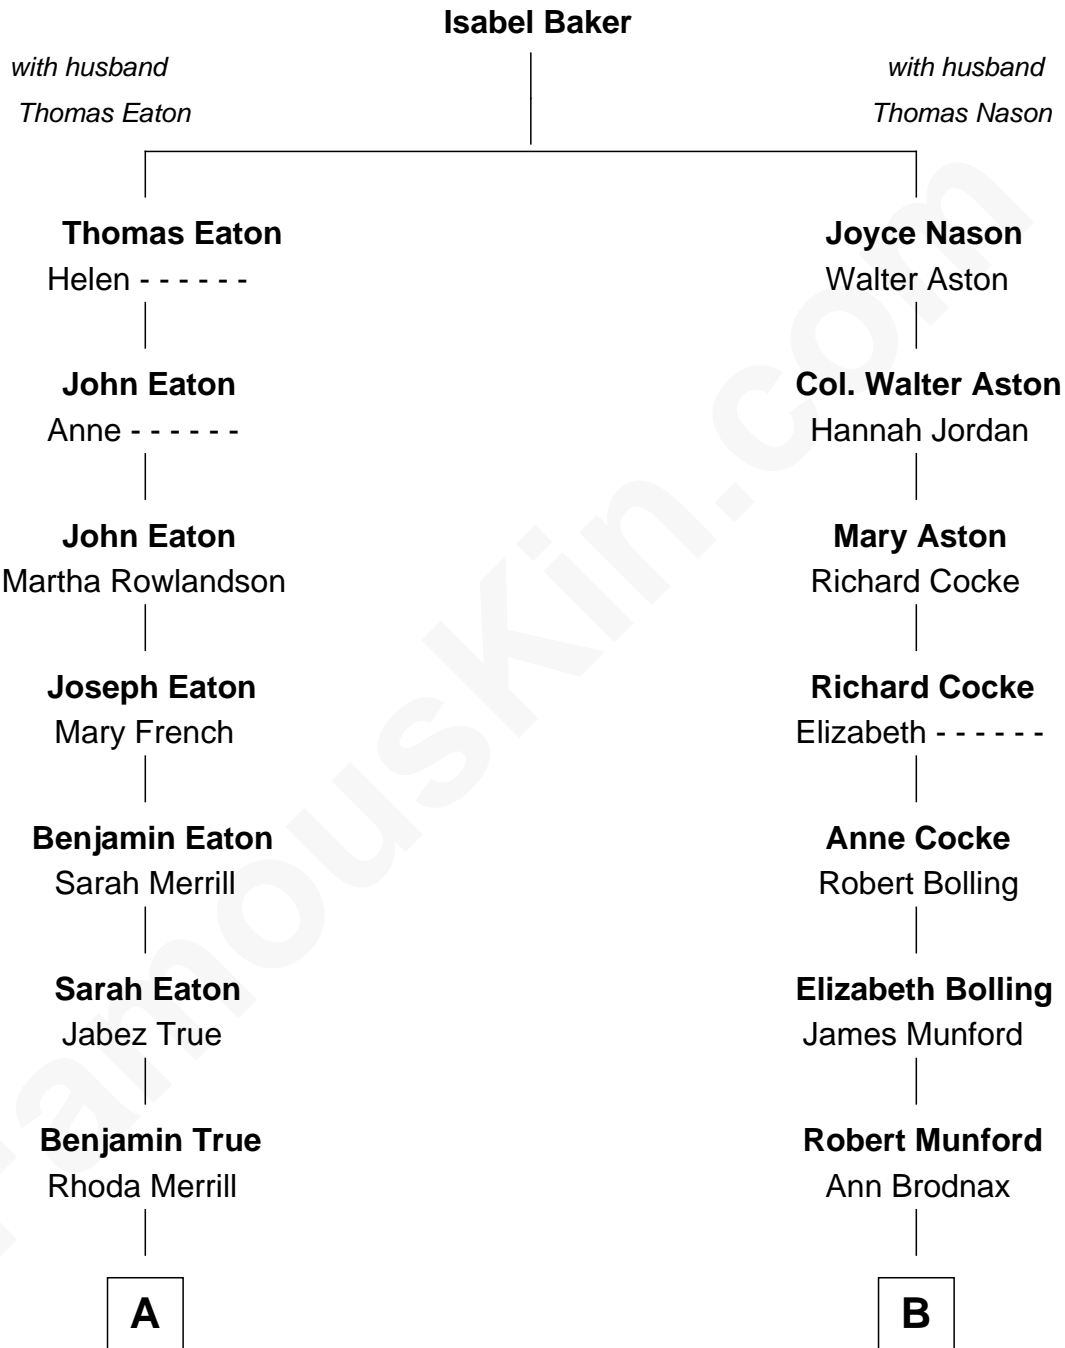 Isabel Baker
with husband
Thomas Eaton
with husband
Thomas Nason
Thomas Eaton
Helen - - - - - -
Joyce Nason
Walter Aston
John Eaton
Anne - - - - - -
Col. Walter Aston
Hannah Jordan
John Eaton
Martha Rowlandson
Mary Aston
Richard Cocke
Joseph Eaton
Mary French
Richard Cocke
Elizabeth - - - - - -
Benjamin Eaton
Sarah Merrill
Anne Cocke
Robert Bolling
Sarah Eaton
Jabez True
Elizabeth Bolling
James Munford
Benjamin True
Rhoda Merrill
Robert Munford
Ann Brodnax
A
B
FamousKin.com